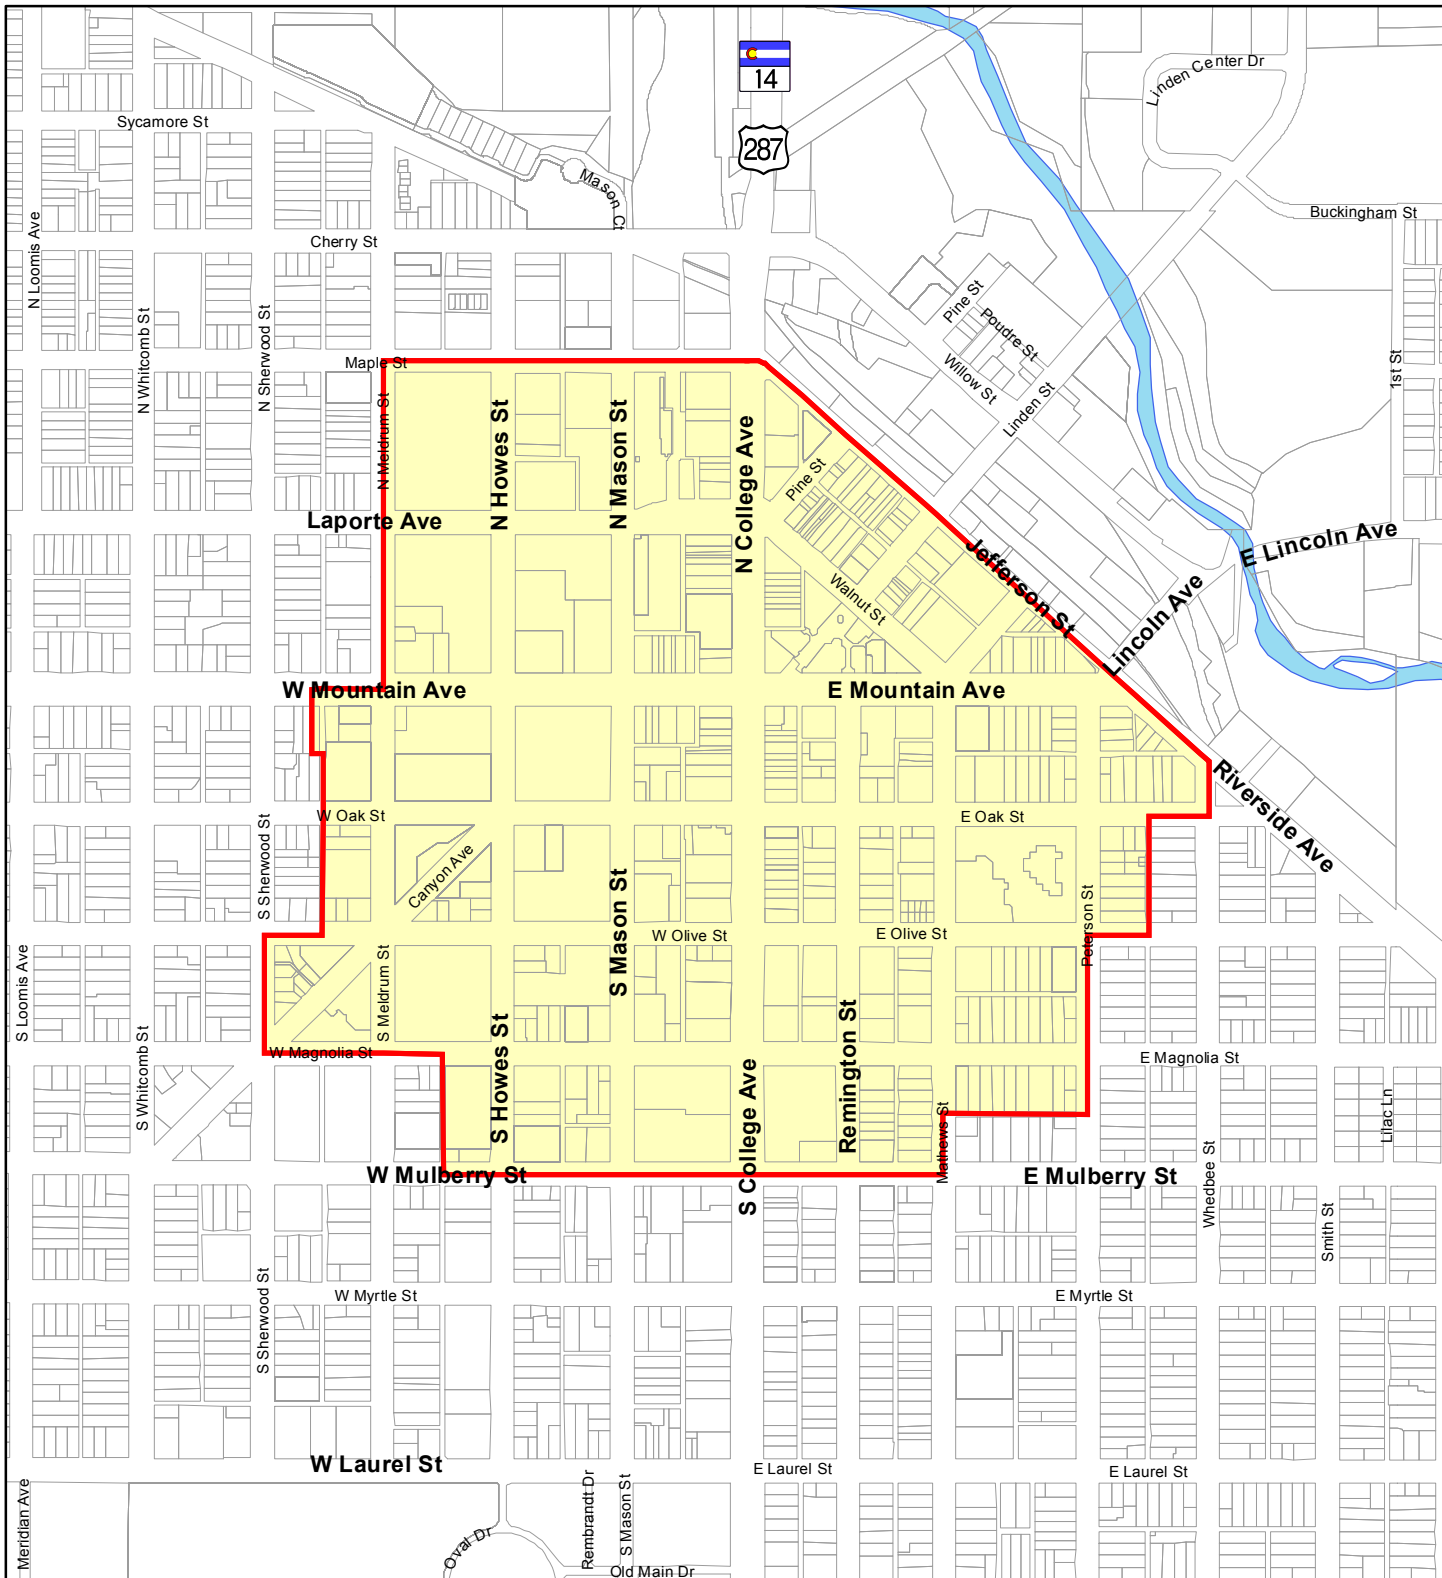 C
14
287
Linden Center Dr
Sycamore St
Mason Ct
Buckingham St
N Loomis Ave
Cherry St
N Whitcomb St
N Sherwood St
Pine St
Poudre St
Willow St
Linden St
1st St
Maple St
N Meldrum St
N Howes St
N Mason St
N College Ave
Pine St
Laporte Ave
Jefferson St
E Lincoln Ave
Walnut St
Lincoln Ave
W Mountain Ave
E Mountain Ave
Riverside Ave
W Oak St
E Oak St
S Sherwood St
Canyon Ave
S Mason St
W Olive St
E Olive St
Peterson St
S Loomis Ave
S Meldrum St
S Howes St
Remington St
W Magnolia St
E Magnolia St
S Whitcomb St
S College Ave
Mathews St
Lilac Ln
W Mulberry St
E Mulberry St
Whedbee St
Smith St
S Sherwood St
W Myrtle St
E Myrtle St
W Laurel St
E Laurel St
E Laurel St
Meridian Ave
Oval Dr
Rembrandt Dr
S Mason St
Old Main Dr